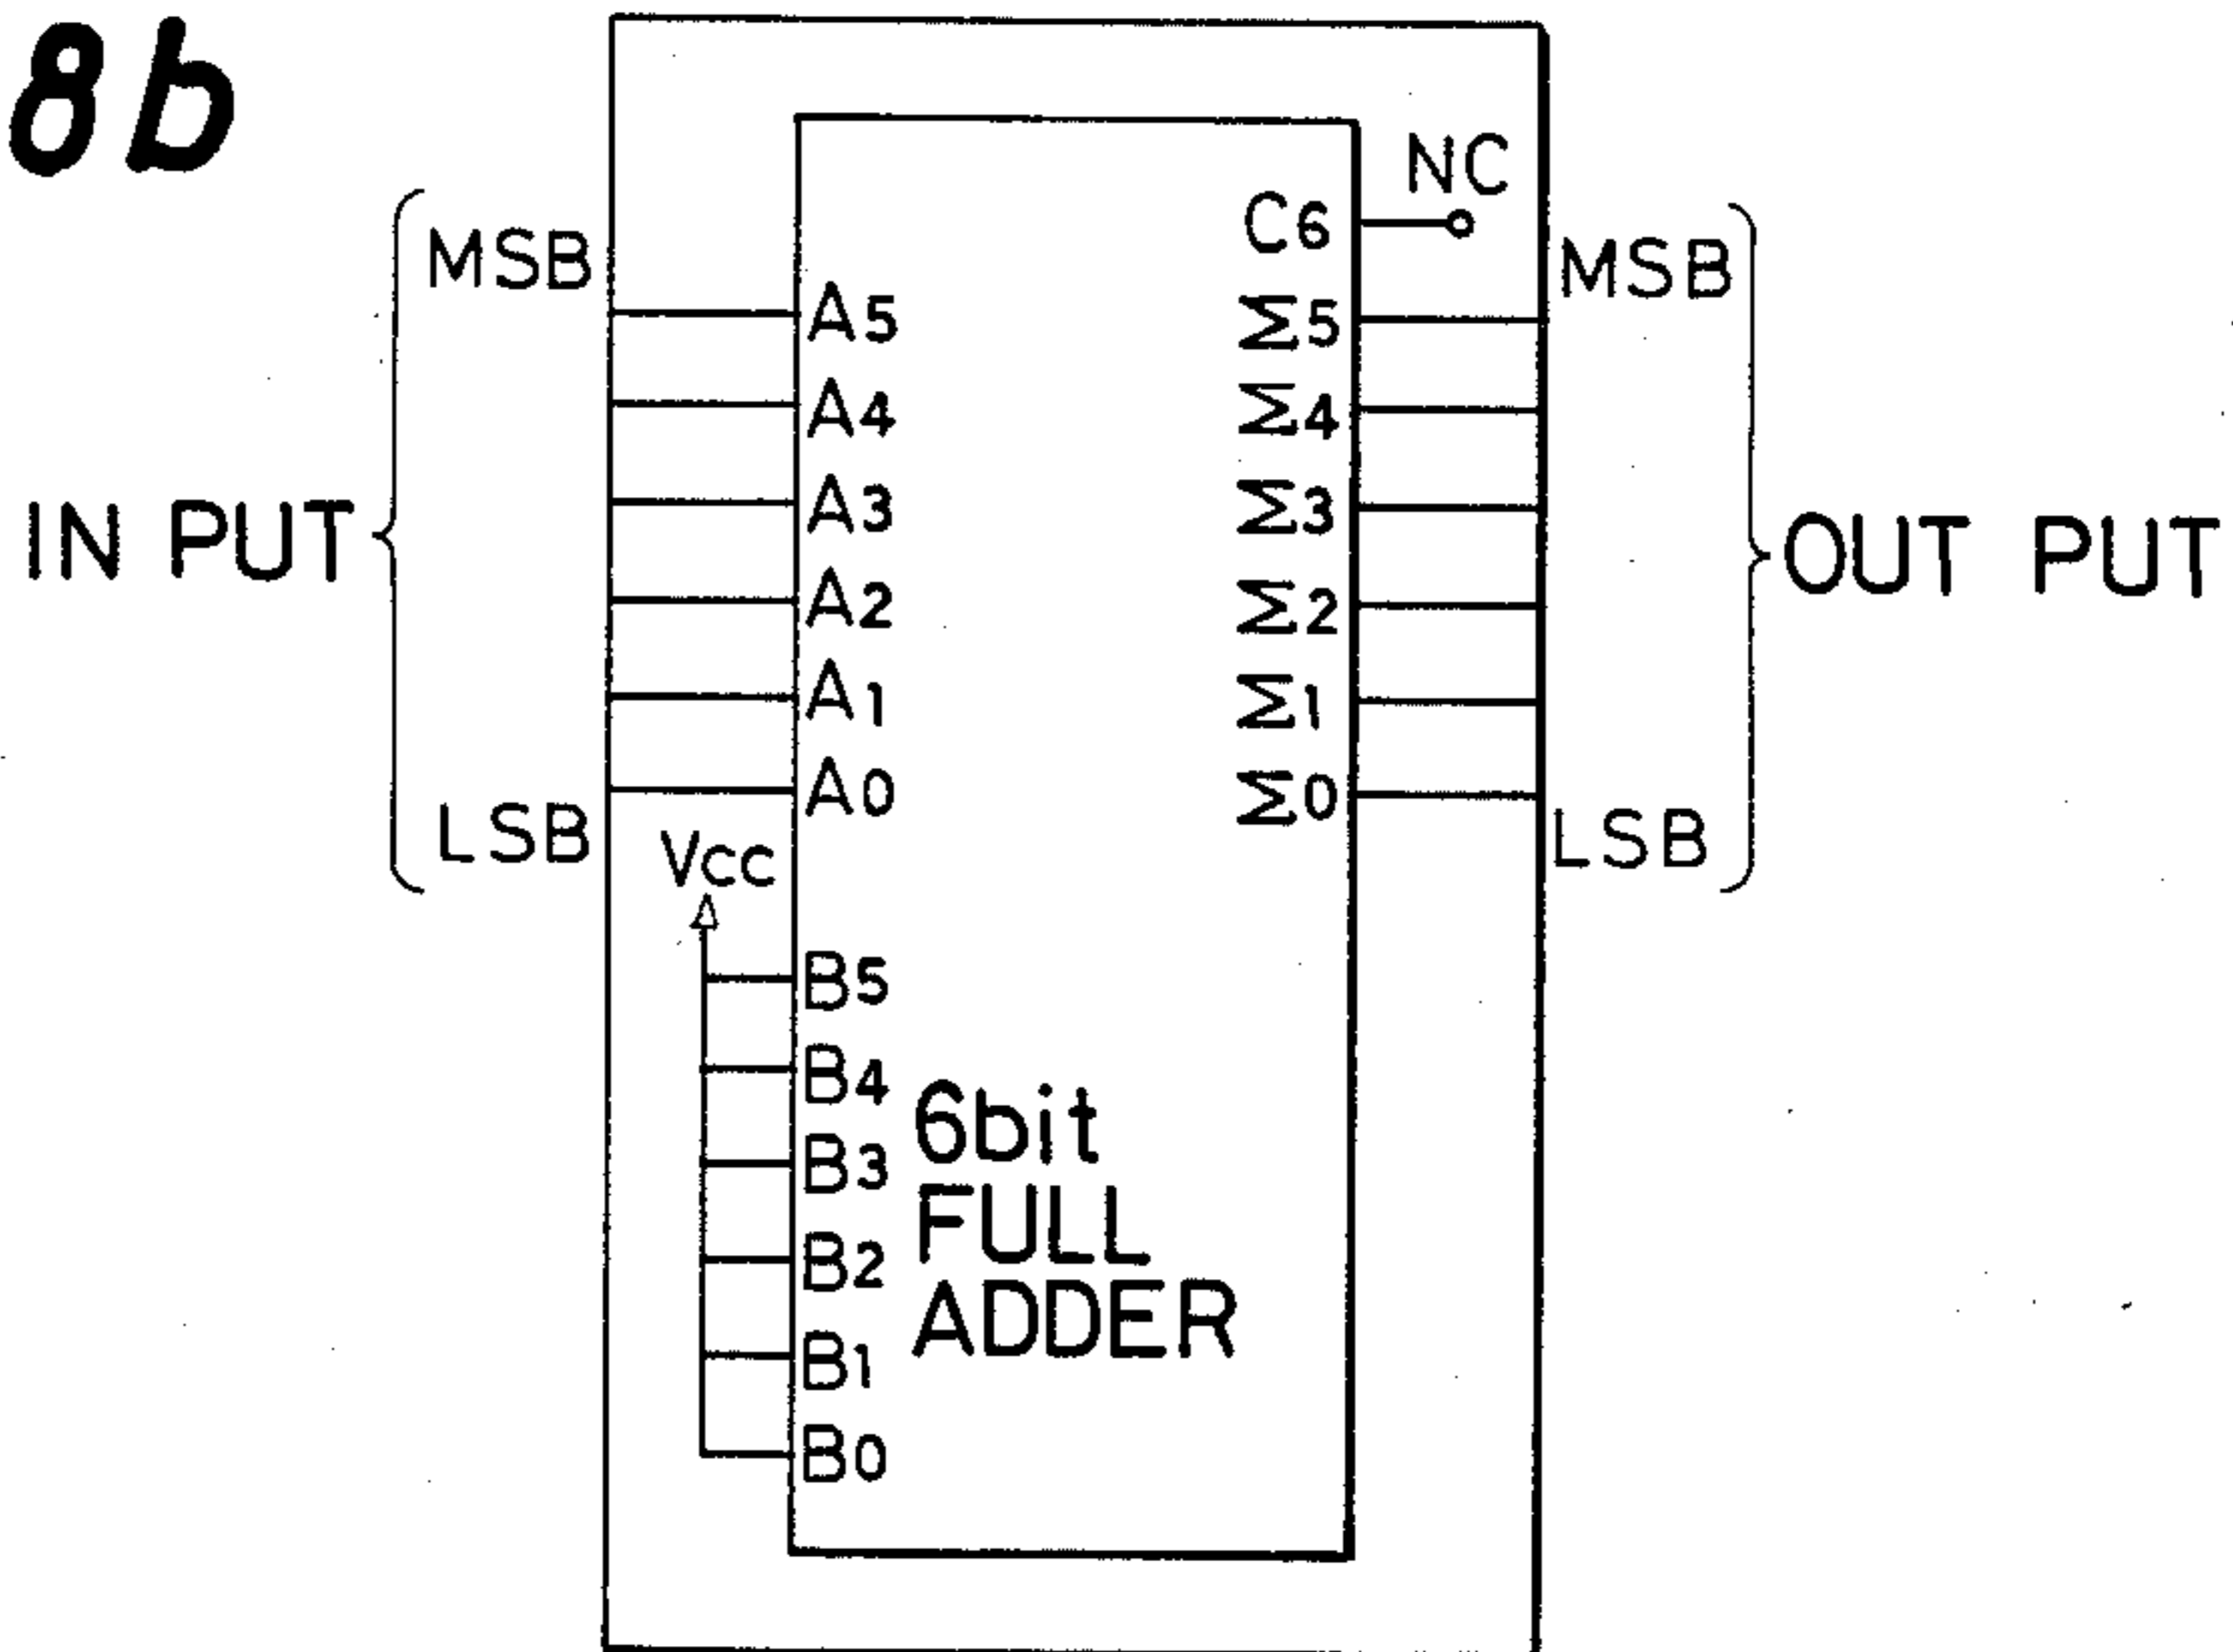 8b
IN PUT
MSB
LSB
A5
A4
A3
A2
A1
A0
Vcc
B5
B4
B3
B2
B1
B0
6bit
FULL
ADDER
NC
C6
Σ5
Σ4
Σ3
Σ2
Σ1
Σ0
MSB
LSB
OUT PUT